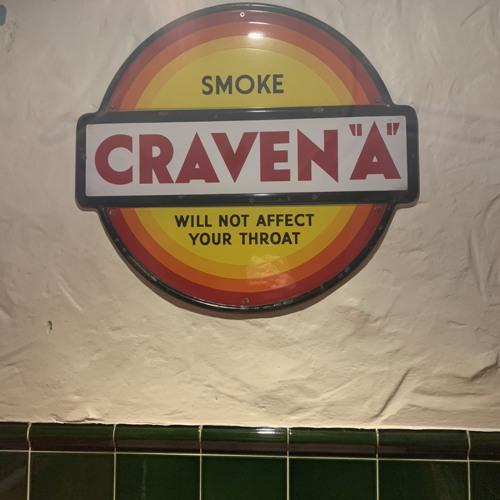 SMOKE
CRAVEN "A"
WILL NOT AFFECT
YOUR THROAT